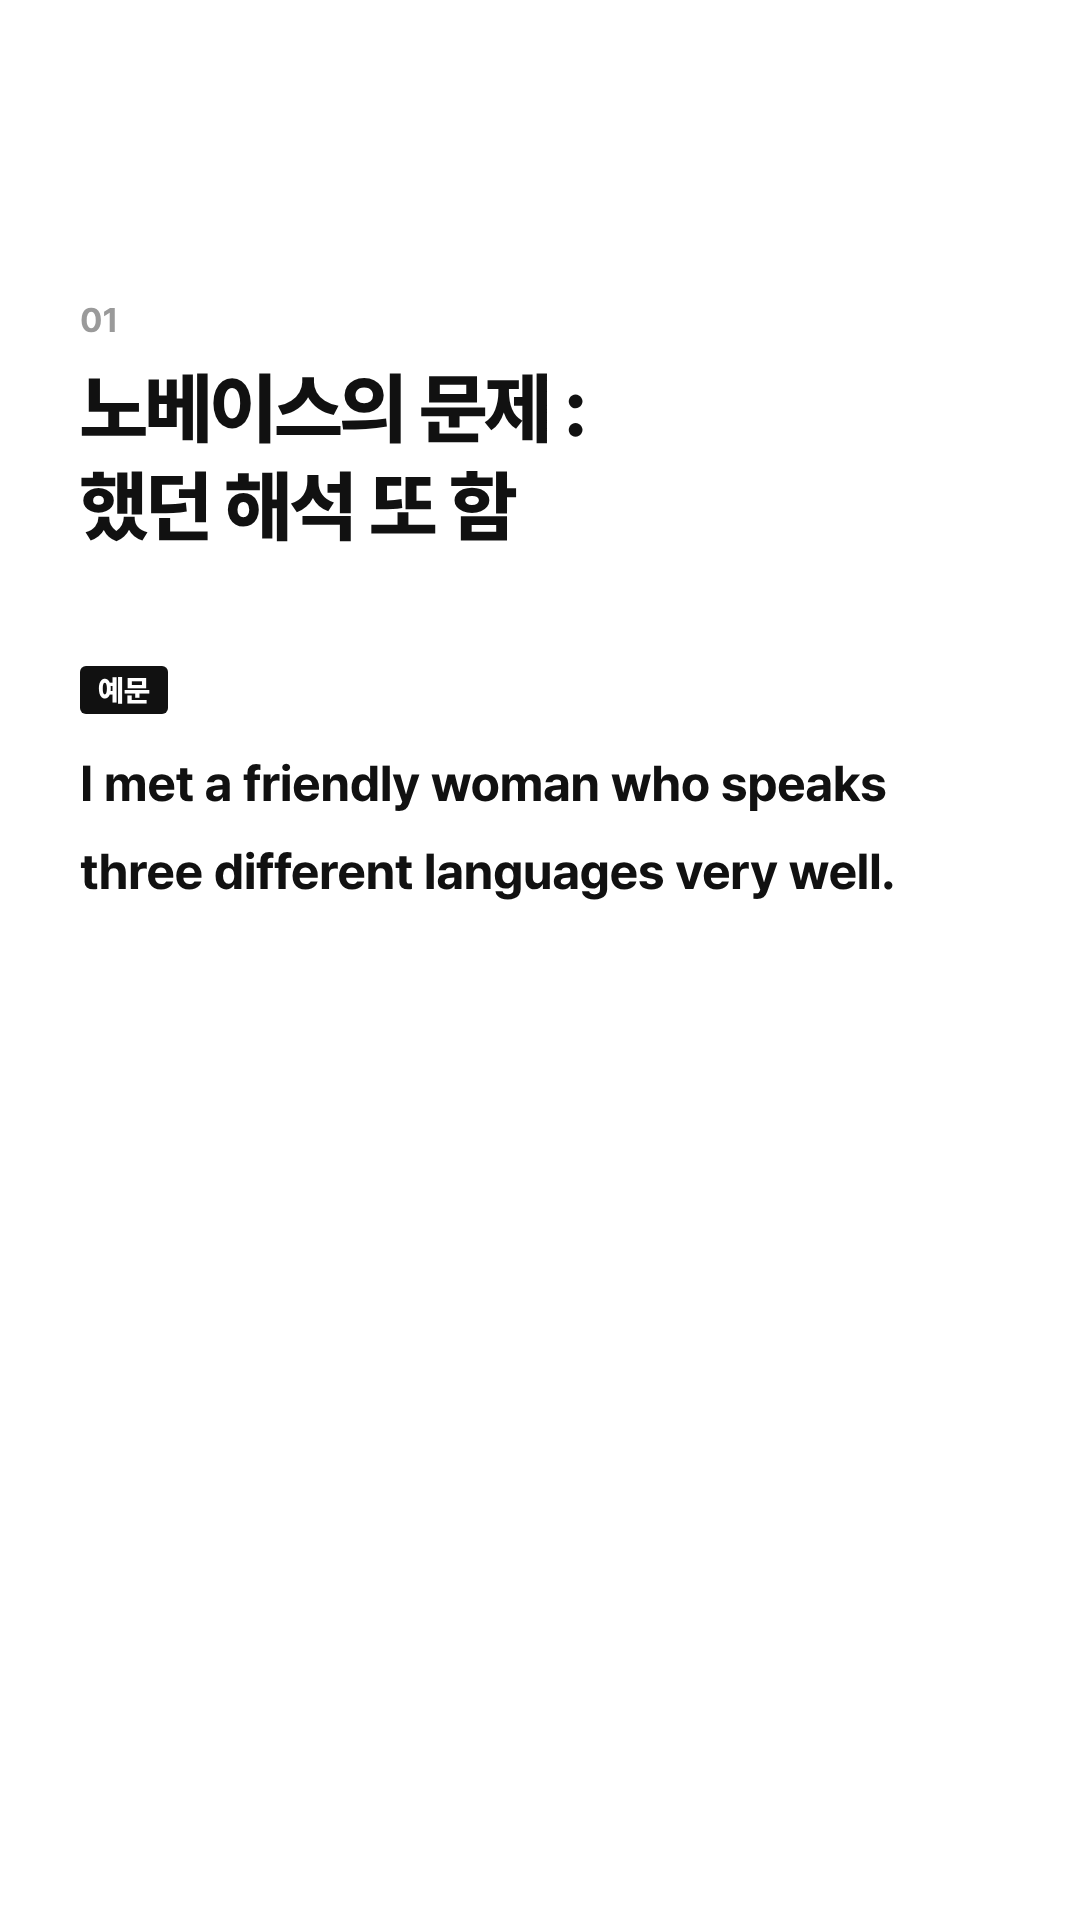 01
노베이스의 문제 :
했던 해석 또 함
예문
I met a friendly woman who speaks
three different languages very well.